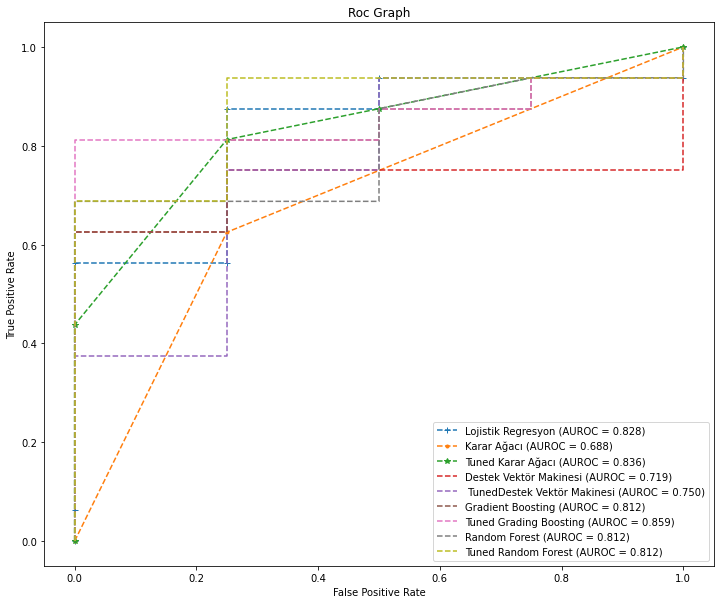 Roc Graph
True Positive Rate
1.0
0.8
0.6
0.4
0.2
0.0
Lojistik Regresyon (AUROC = 0.828)
Karar Ağacı (AUROC = 0.688)
Tuned Karar Ağacı (AUROC = 0.836)
Destek Vektör Makinesi (AUROC = 0.719)
TunedDestek Vektör Makinesi (AUROC = 0.750)
Gradient Boosting (AUROC = 0.812)
Tuned Grading Boosting (AUROC = 0.859)
Random Forest (AUROC = 0.812)
Tuned Random Forest (AUROC = 0.812)
0.0 0.2 0.4 0.6 0.8 1.0
False Positive Rate